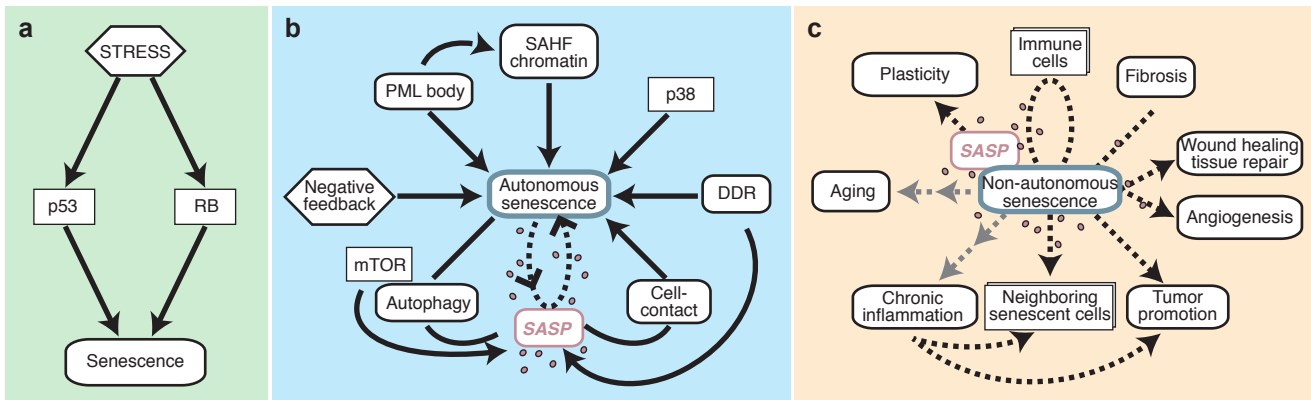 a
STRESS
p53
RB
Senescence
b
SAHF
chromatin
PML body
p38
Negative
feedback
Autonomous
senescence
DDR
mTOR
Autophagy
Cell-
contact
SASP
c
Immune
cells
Plasticity
Fibrosis
SASP
Wound healing
tissue repair
Aging
Non-autonomous
senescence
Angiogenesis
Chronic
inflammation
Neighboring
senescent cells
Tumor
promotion